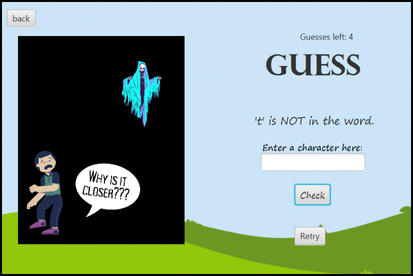 back
Guesses left: 4
GUESS
't' is NOT in the word.
Enter a character here:
Check
Retry
WHY IS IT
CLOSER???